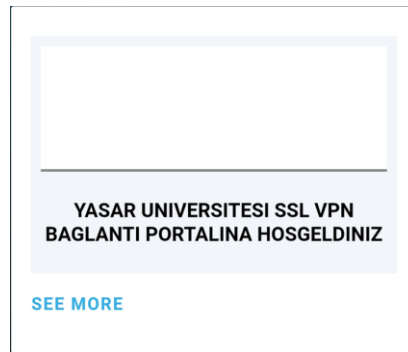 YASAR UNIVERSITESI SSL VPN
BAGLANTI PORTALINA HOSGELDINIZ
SEE MORE